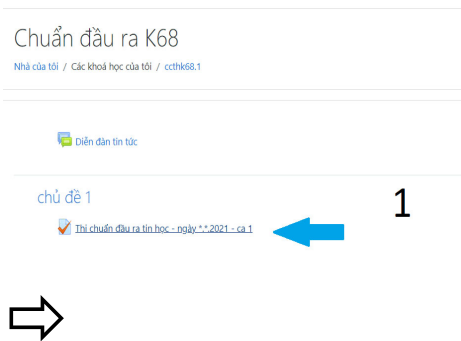 Chuẩn đầu ra K68
Nhà của tôi / Các khoá học của tôi / ccthk68.1
Diễn đàn tin tức
chủ đề 1
1
Thi chuẩn đầu ra tin học - ngày *.*.2021 - ca 1